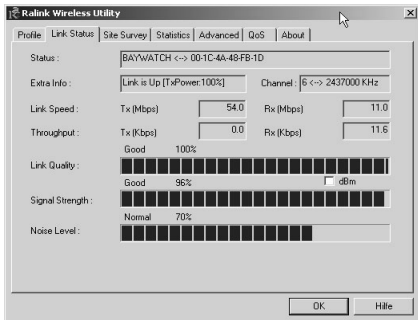 Ralink Wireless Utility
Profile Link Status Site Survey Statistics Advanced QoS About
Status : BAYWATCH <--> 00-1C-4A-48-FB-1D
Extra Info : Link is Up [TxPower:100%] Channel : 6 <--> 2437000 KHz
Link Speed : Tx (Mbps) 54.0 Rx (Mbps) 11.0
Throughput : Tx (Kbps) 0.0 Rx (Kbps) 11.6
Good 100%
Link Quality :
Good 96% dBm
Signal Strength :
Normal 70%
Noise Level :
OK Hilfe